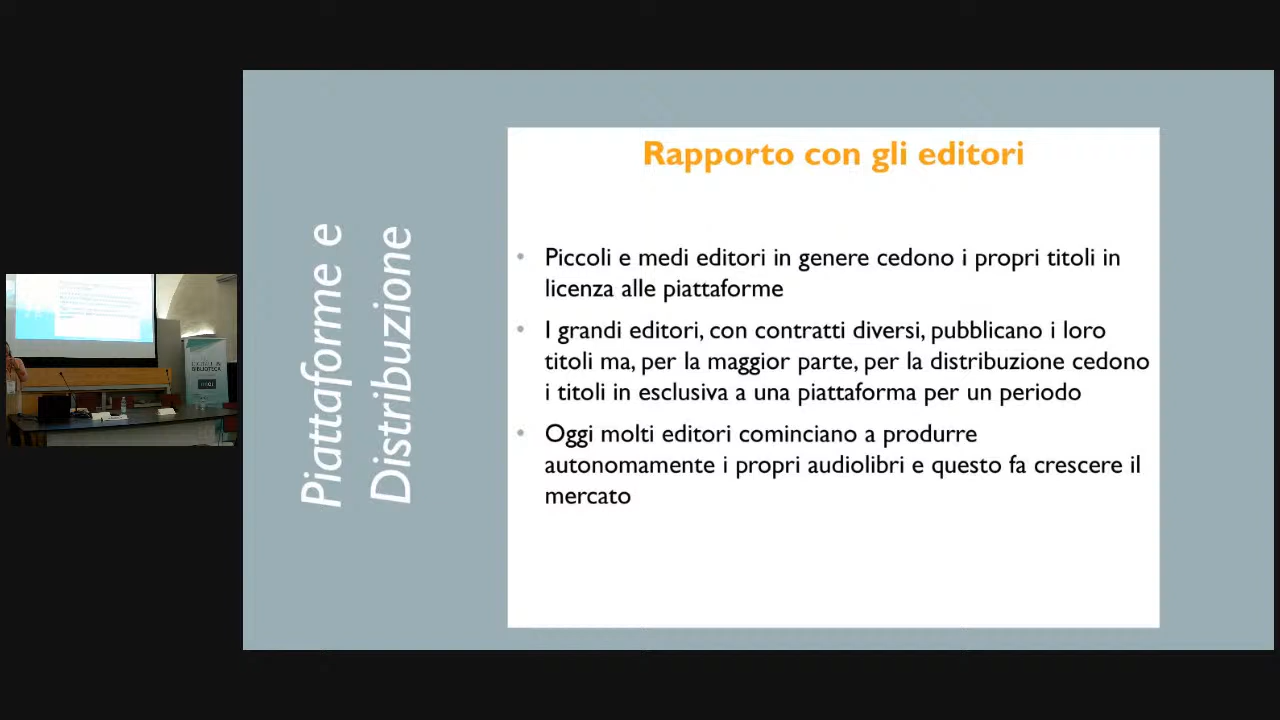 Piattaforme e
Distribuzione
Rapporto con gli editori
• Piccoli e medi editori in genere cedono i propri titoli in
licenza alle piattaforme
• I grandi editori, con contratti diversi, pubblicano i loro
titoli ma, per la maggior parte, per la distribuzione cedono
i titoli in esclusiva a una piattaforma per un periodo
• Oggi molti editori cominciano a produrre
autonomamente i propri audiolibri e questo fa crescere il
mercato
BIBLIOTECA